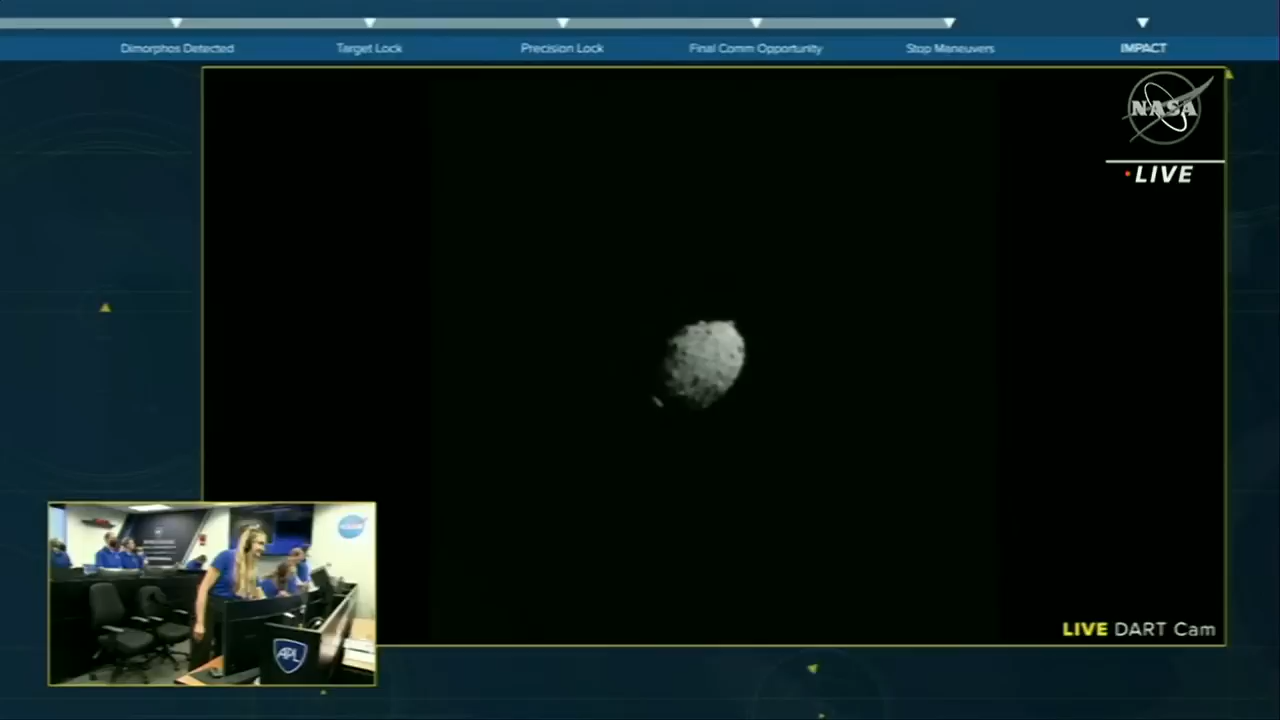 Dimorphos Detected
Target Lock
Precision Lock
Final Comm Opportunity
Stop Maneuvers
IMPACT
NASA
LIVE
LIVE DART Cam
APL